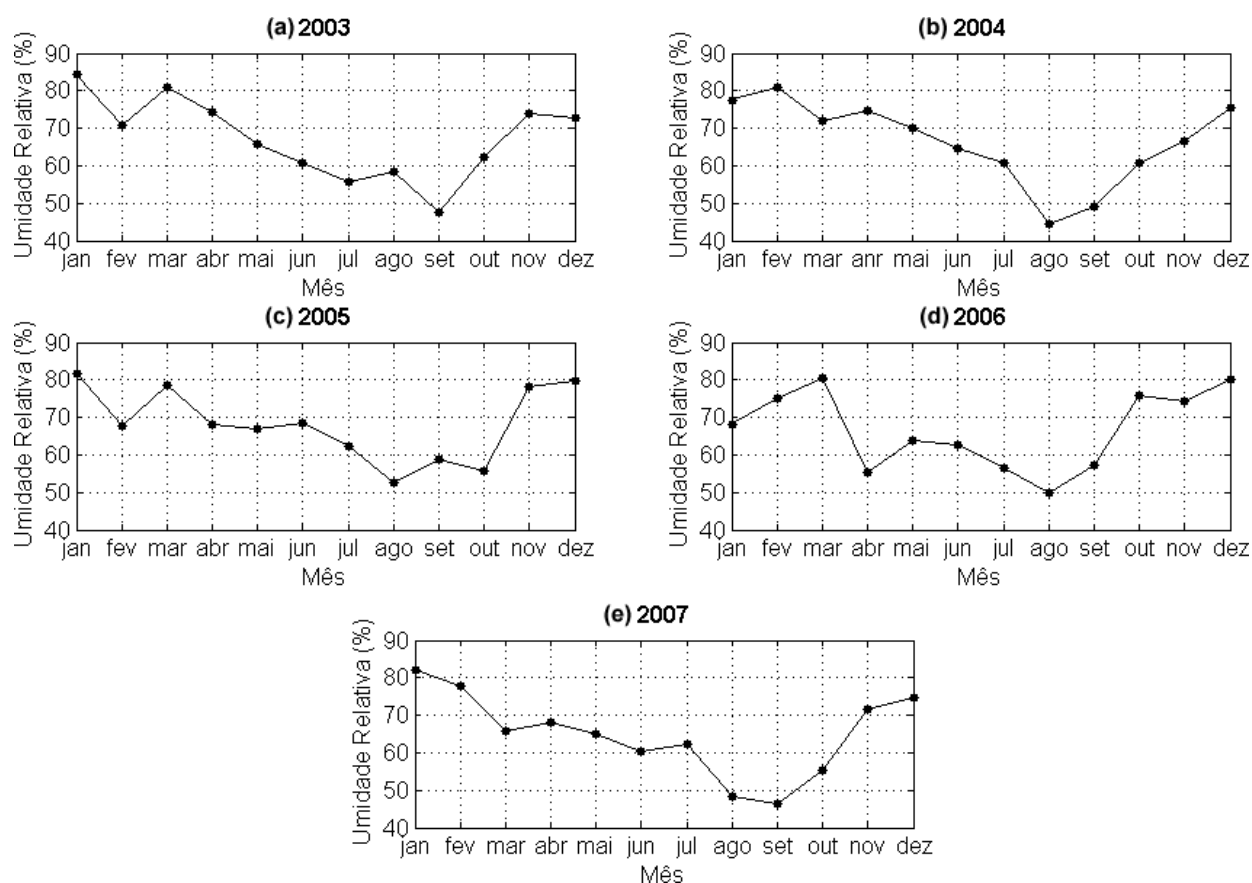 (a) 2003
Umidade Relativa (%)
90
80
70
60
50
40
jan fev mar abr mai jun jul ago set out nov dez
Mês
(b) 2004
Umidade Relativa (%)
90
80
70
60
50
40
jan fev mar anr mai jun jul ago set out nov dez
Mês
(c) 2005
Umidade Relativa (%)
90
80
70
60
50
40
jan fev mar abr mai jun jul ago set out nov dez
Mês
(d) 2006
Umidade Relativa (%)
90
80
70
60
50
40
jan fev mar abr mai jun jul ago set out nov dez
Mês
(e) 2007
Umidade Relativa (%)
90
80
70
60
50
40
jan fev mar abr mai jun jul ago set out nov dez
Mês